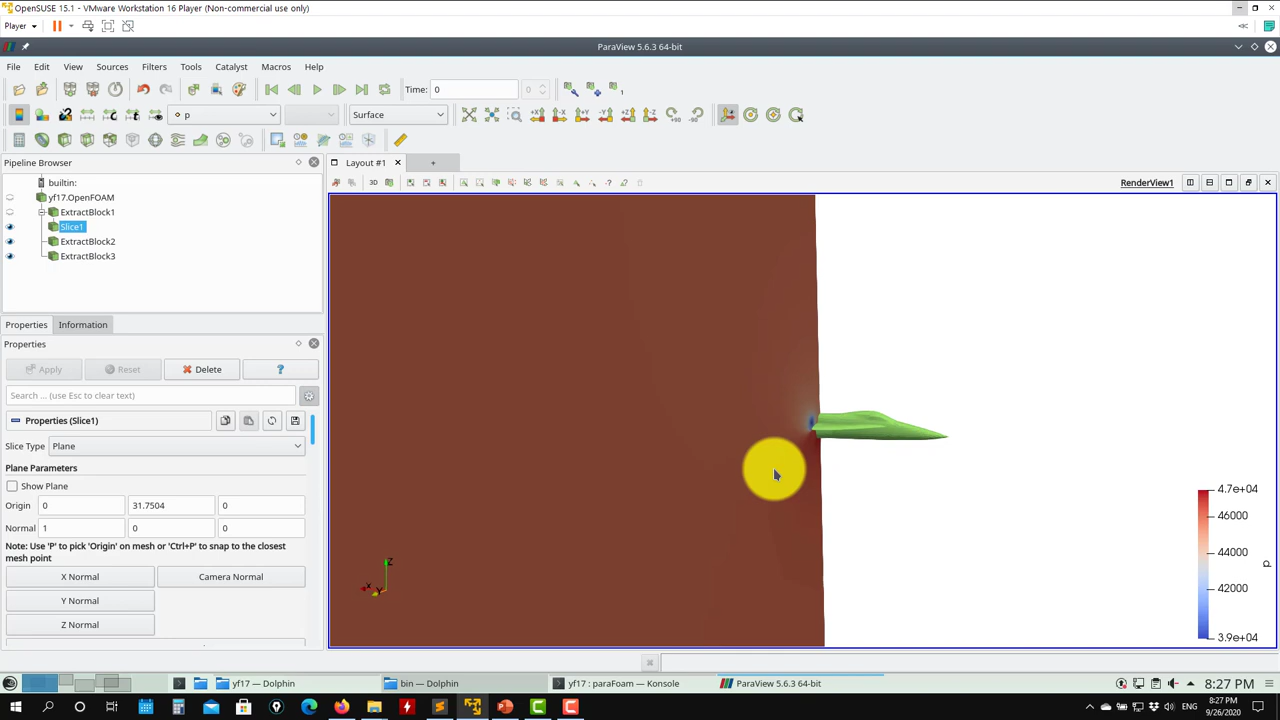 OpenSUSE 15.1 - VMware Workstation 16 Player (Non-commercial use only)
Player
ParaView 5.6.3 64-bit
File Edit View Sources Filters Tools Catalyst Macros Help
Time: 0 0
p Surface
Pipeline Browser
Layout #1
builtin:
3D
RenderView1
yf17.OpenFOAM
ExtractBlock1
Slice1
ExtractBlock2
ExtractBlock3
Properties Information
Properties
Apply Reset Delete ?
Search ... (use Esc to clear text)
Properties (Slice1)
Slice Type Plane
Plane Parameters
Show Plane
Origin 0 31.7504 0
Normal 1 0 0
Note: Use 'P' to pick 'Origin' on mesh or 'Ctrl+P' to snap to the closest
mesh point
X Normal Camera Normal
Y Normal
Z Normal
Z
X
Y
4.7e+04
46000
44000
42000
3.9e+04
p
yf17 — Dolphin bin — Dolphin yf17 : paraFoam — Konsole ParaView 5.6.3 64-bit 8:27 PM
8:27 PM
9/26/2020